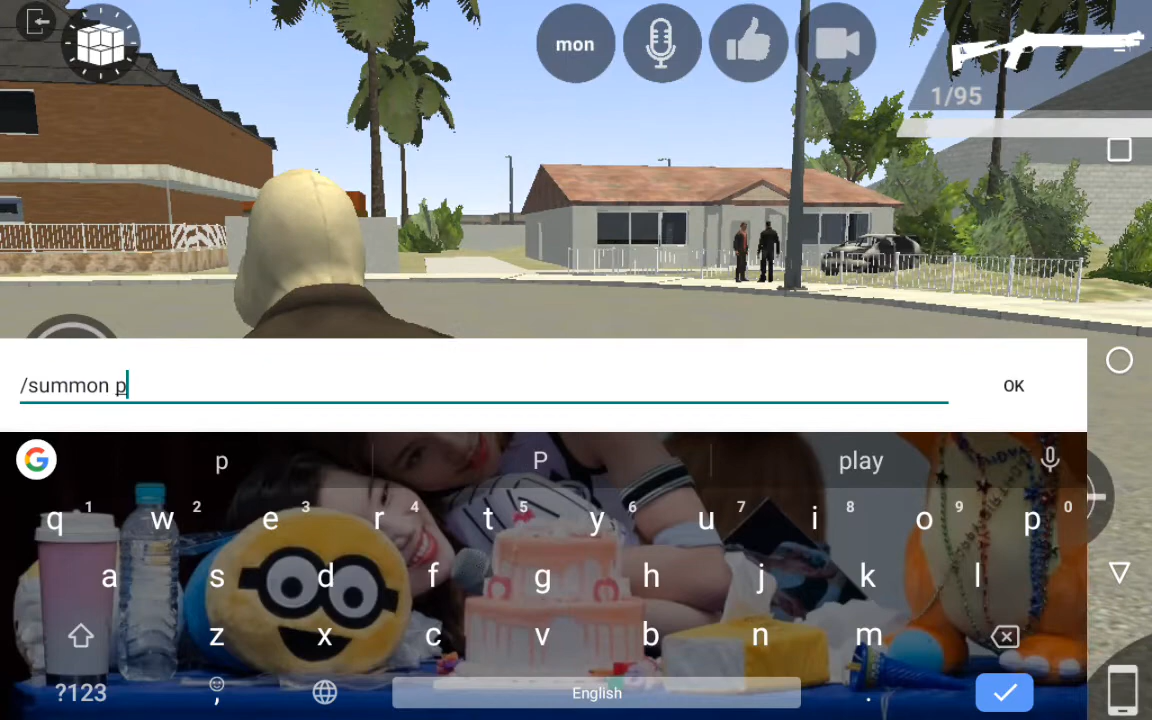 mon
1/95
/summon p
OK
p P play
q 1 w 2 e 3 r 4 t 5 y 6 u 7 i 8 o 9 p 0
a s d f g h j k l
z x c v b n m
?123 , English .